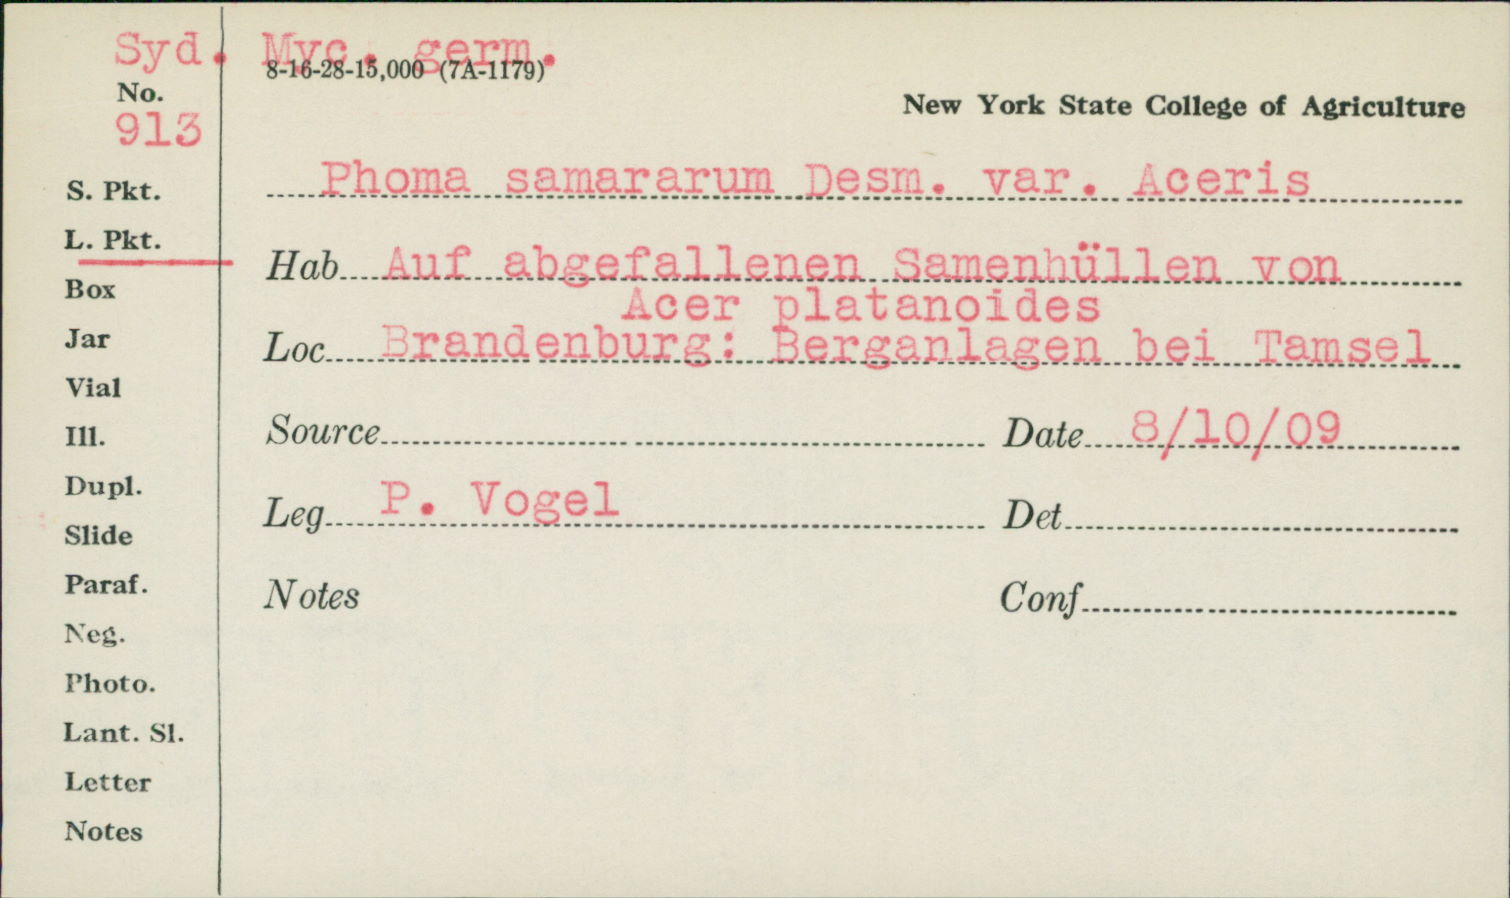 Syd. Myc. germ.
8-16-28-15,000 (7A-1179)
No.
913
New York State College of Agriculture
S. Pkt.
Phoma samararum Desm. var. Aceris
L. Pkt.
Hab Auf abgefallenen Samenhüllen von
Acer platanoides
Box
Jar
Loc Brandenburg: Berganlagen bei Tamsel
Vial
Ill.
Source Date 8/10/09
Dupl.
Leg P. Vogel Det
Slide
Paraf.
Notes Conf
Neg.
Photo.
Lant. Sl.
Letter
Notes